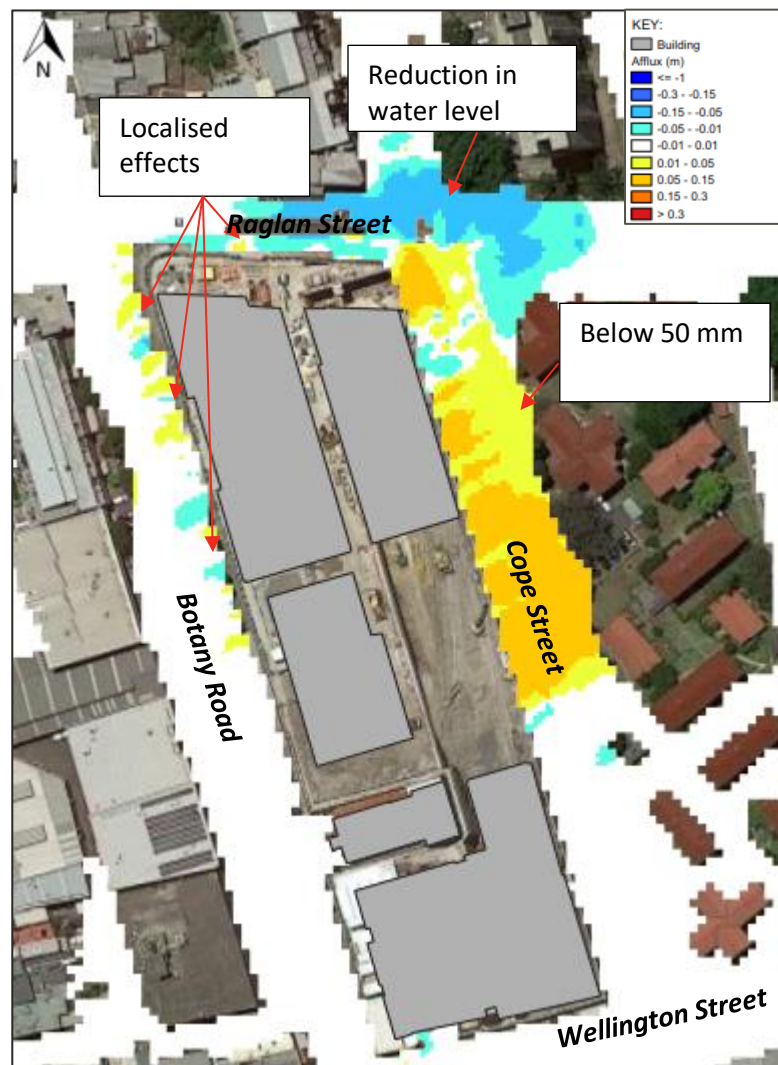 KEY:
Building
Afflux (m)
<= -1
-0.3 - -0.15
-0.15 - -0.05
-0.05 - -0.01
-0.01 - 0.01
0.01 - 0.05
0.05 - 0.15
0.15 - 0.3
> 0.3
N
Reduction in
water level
Localised
effects
Raglan Street
Below 50 mm
Cope Street
Botany Road
Wellington Street